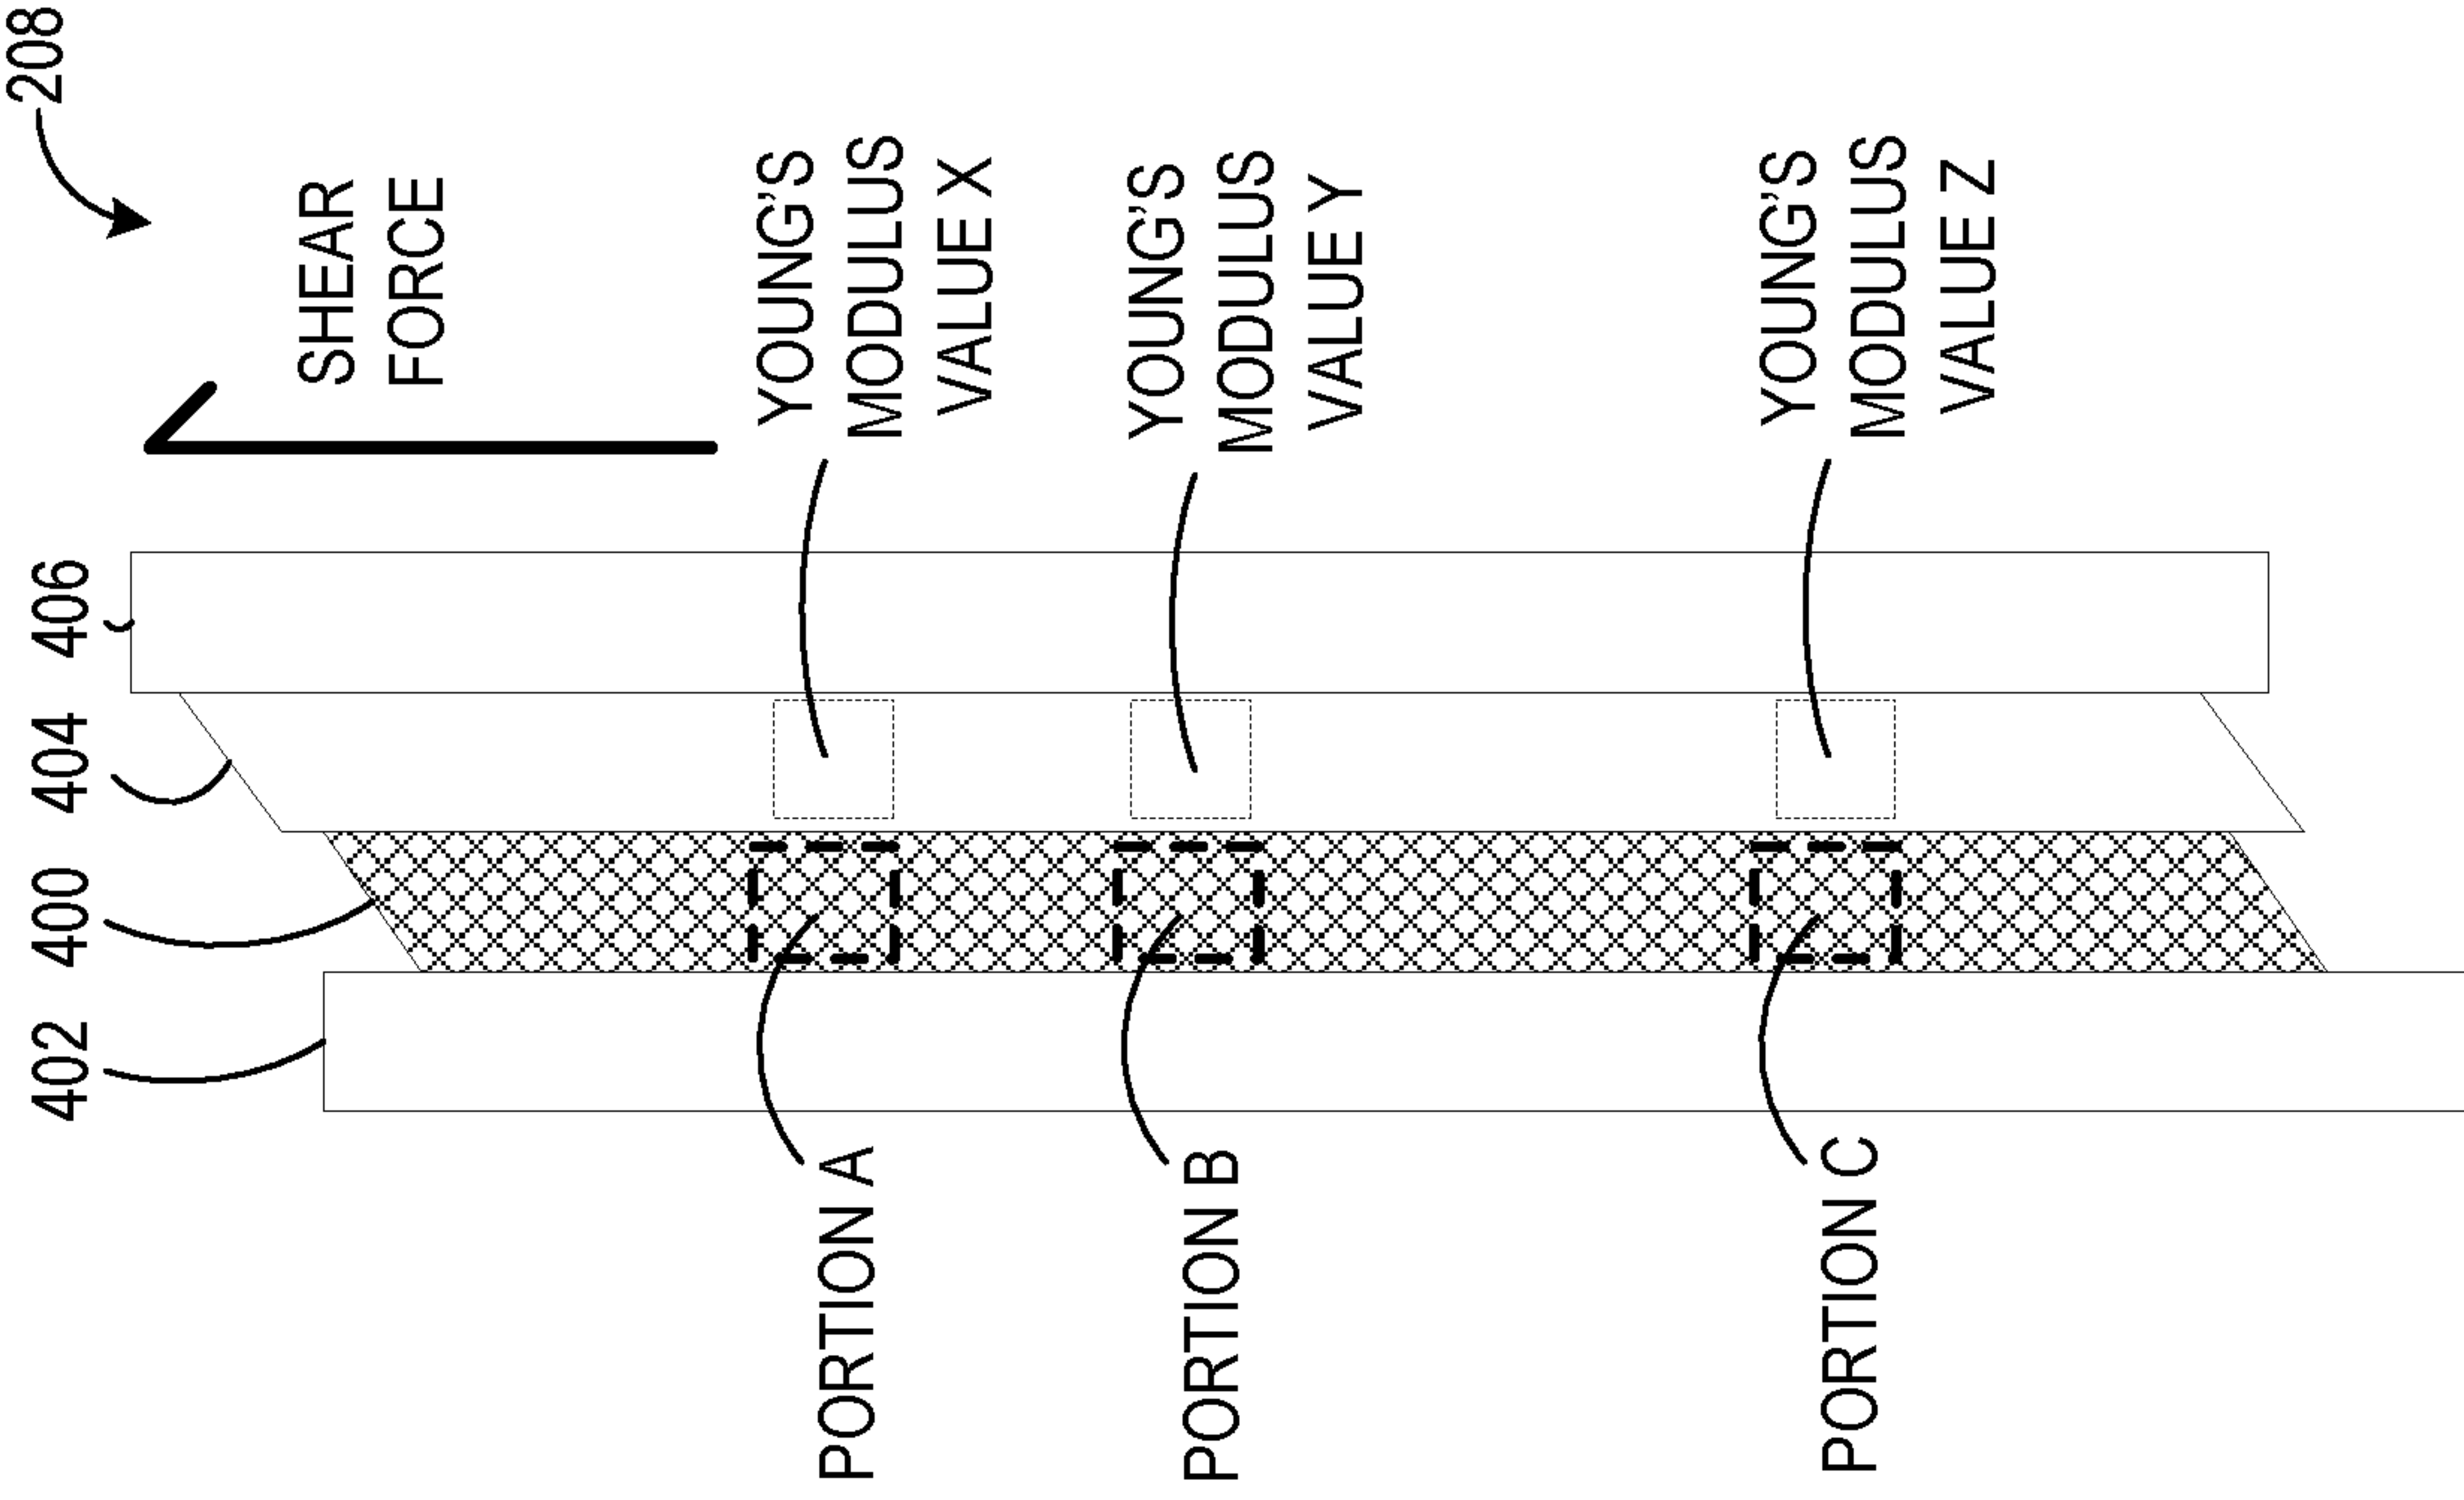 208
SHEAR
FORCE
406
404
400
402
YOUNG'S
MODULUS
VALUE X
YOUNG'S
MODULUS
VALUE Y
YOUNG'S
MODULUS
VALUE Z
PORTION A
PORTION B
PORTION C